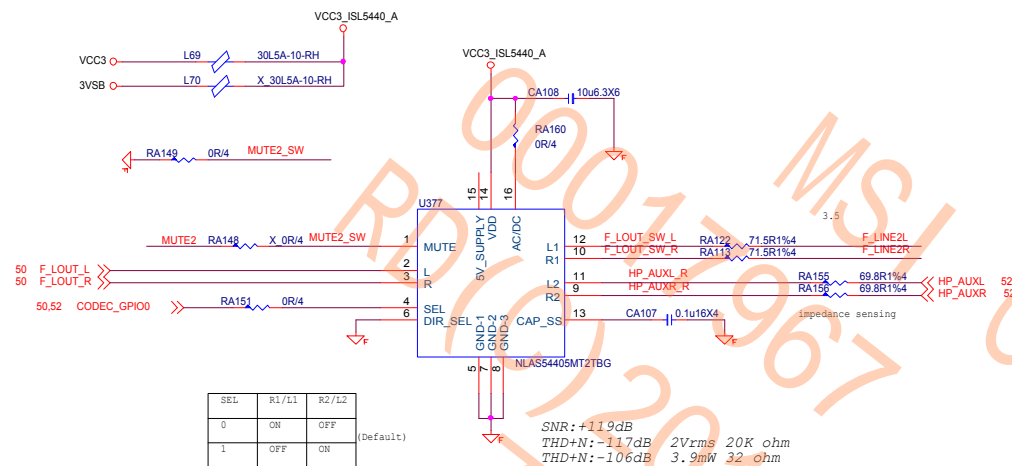 VCC3_ISL5440_A
VCC3 L69 30L5A-10-RH
3VSB L70 X_30L5A-10-RH
VCC3_ISL5440_A
CA108 10u6.3X6
RA160
0R/4
RA149 0R/4 MUTE2_SW
U377
15 14 16
5V_SUPPLY VDD AC/DC
MUTE2 RA148 X_0R/4 MUTE2_SW 1 MUTE
50 F_LOUT_L 2 L
50 F_LOUT_R 3 R
50,52 CODEC_GPIO0 RA151 0R/4 4 SEL
6 DIR_SEL
3.5
L1 12 F_LOUT_SW_L RA122 71.5R1%4 F_LINE2L
R1 10 F_LOUT_SW_R RA113 71.5R1%4 F_LINE2R
L2 11 HP_AUXL_R RA155 69.8R1%4 HP_AUXL 52
R2 9 HP_AUXR_R RA156 69.8R1%4 HP_AUXR
impedance sensing
CAP_SS 13 CA107 0.1u16X4
GND-1 GND-2 GND-3
5 7 8
NLAS54405MT2TBG
SEL R1/L1 R2/L2
0 ON OFF
(Default)
1 OFF ON
SNR:+119dB
THD+N:-117dB 2Vrms 20K ohm
THD+N:-106dB 3.9mW 32 ohm
MSI
00017967
RD(C)